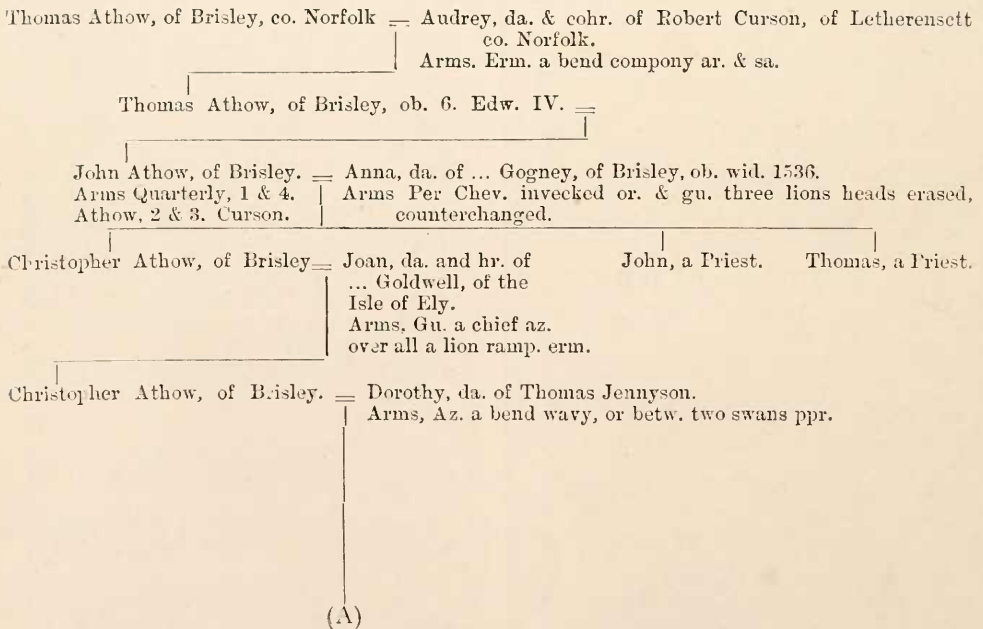 Thomas Athow, of Brisley, co. Norfolk = Audrey, da. & cohr. of Robert Curson, of Letherensett
co. Norfolk.
Arms. Erm. a bend compony ar. & sa.
Thomas Athow, of Brisley, ob. 6. Edw. IV. =
John Athow, of Brisley. = Anna, da. of ... Gogney, of Brisley, ob. wid. 1536.
Arms Quarterly, 1 & 4. Arms Per Chev. invecked or. & gu. three lions heads erased,
Athow, 2 & 3. Curson. counterchanged.
Christopher Athow, of Brisley = Joan, da. and hr. of John, a Priest. Thomas, a Priest.
... Goldwell, of the
Isle of Ely.
Arms, Gu. a chief az.
over all a lion ramp. erm.
Christopher Athow, of Brisley. = Dorothy, da. of Thomas Jennyson.
Arms, Az. a bend wavy, or betw. two swans ppr.
(A)